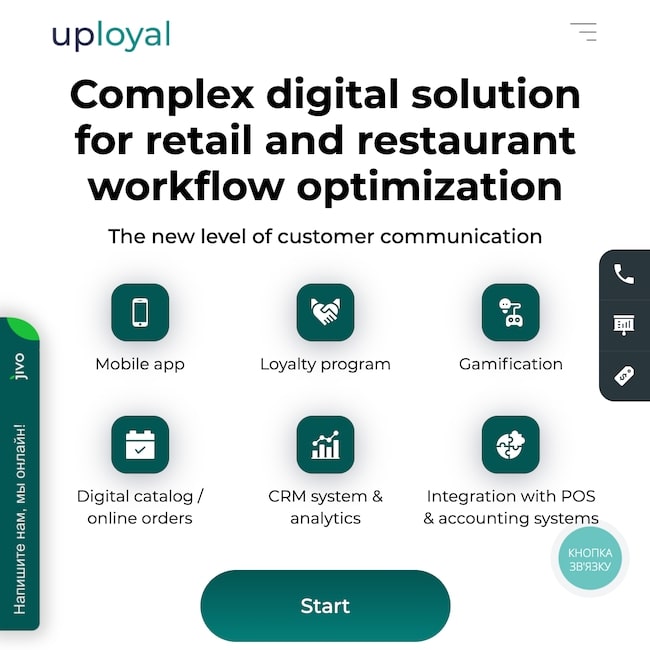 uployal
Complex digital solution
for retail and restaurant
workflow optimization
The new level of customer communication
Mobile app
Loyalty program
Gamification
Digital catalog /
online orders
CRM system &
analytics
Integration with POS
& accounting systems
Start
jivo
Напишите нам, мы онлайн!
КНОПКА
ЗВ'ЯЗКУ